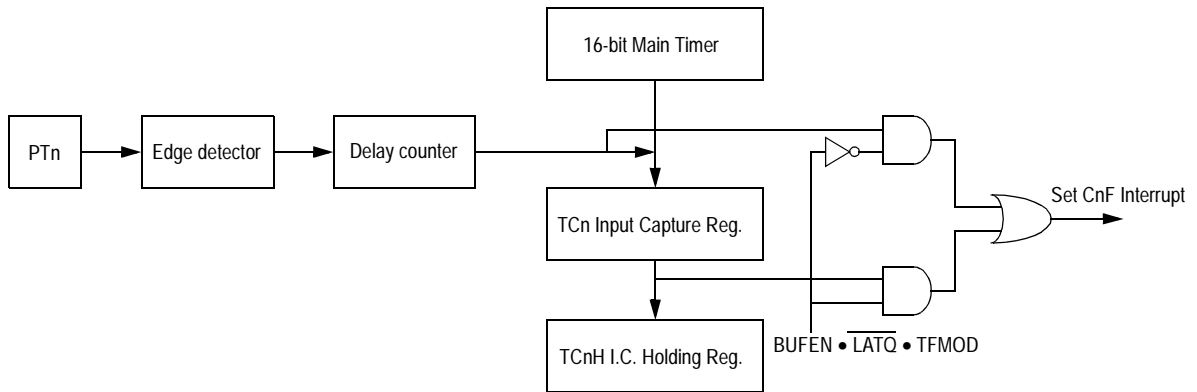 16-bit Main Timer
PTn
Edge detector
Delay counter
TCn Input Capture Reg.
Set CnF Interrupt
TCnH I.C. Holding Reg.
BUFEN • L̅A̅T̅Q̅ • TFMOD